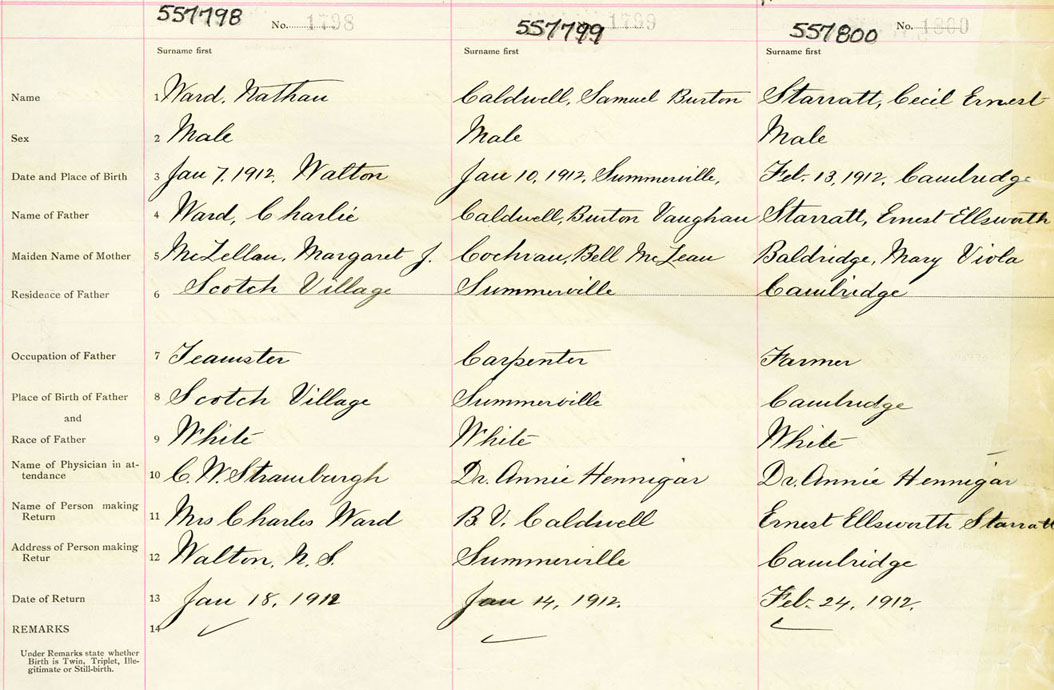 557798 No. 1798 557799 1799 557800 No. 1800
Surname first Surname first Surname first
Name 1 Ward, Nathan Caldwell, Samuel Burton Starratt, Cecil Ernest
Sex 2 Male Male Male
Date and Place of Birth 3 Jan 7, 1912, Walton Jan 10, 1912, Summerville, Feb. 13, 1912, Cambridge
Name of Father 4 Ward, Charlie Caldwell, Burton Vaughan Starratt, Ernest Ellsworth
Maiden Name of Mother 5 McLellan, Margaret J. Cochran, Bell McLean Baldridge, Mary Viola
Residence of Father 6 Scotch Village Summerville Cambridge
Occupation of Father 7 Teamster Carpenter Farmer
Place of Birth of Father 8 Scotch Village Summerville Cambridge
and
Race of Father 9 White White White
Name of Physician in at-
tendance 10 C. W. Stramburgh Dr. Annie Hennigar Dr. Annie Hennigar
Name of Person making
Return 11 Mrs Charles Ward B. V. Caldwell Ernest Ellsworth Starratt
Address of Person making
Retur 12 Walton, N. S. Summerville Cambridge
Date of Return 13 Jan 18, 1912 Jan 14, 1912. Feb. 24, 1912.
REMARKS 14
Under Remarks state whether
Birth is Twin, Triplet, Ille-
gitimate or Still-birth.